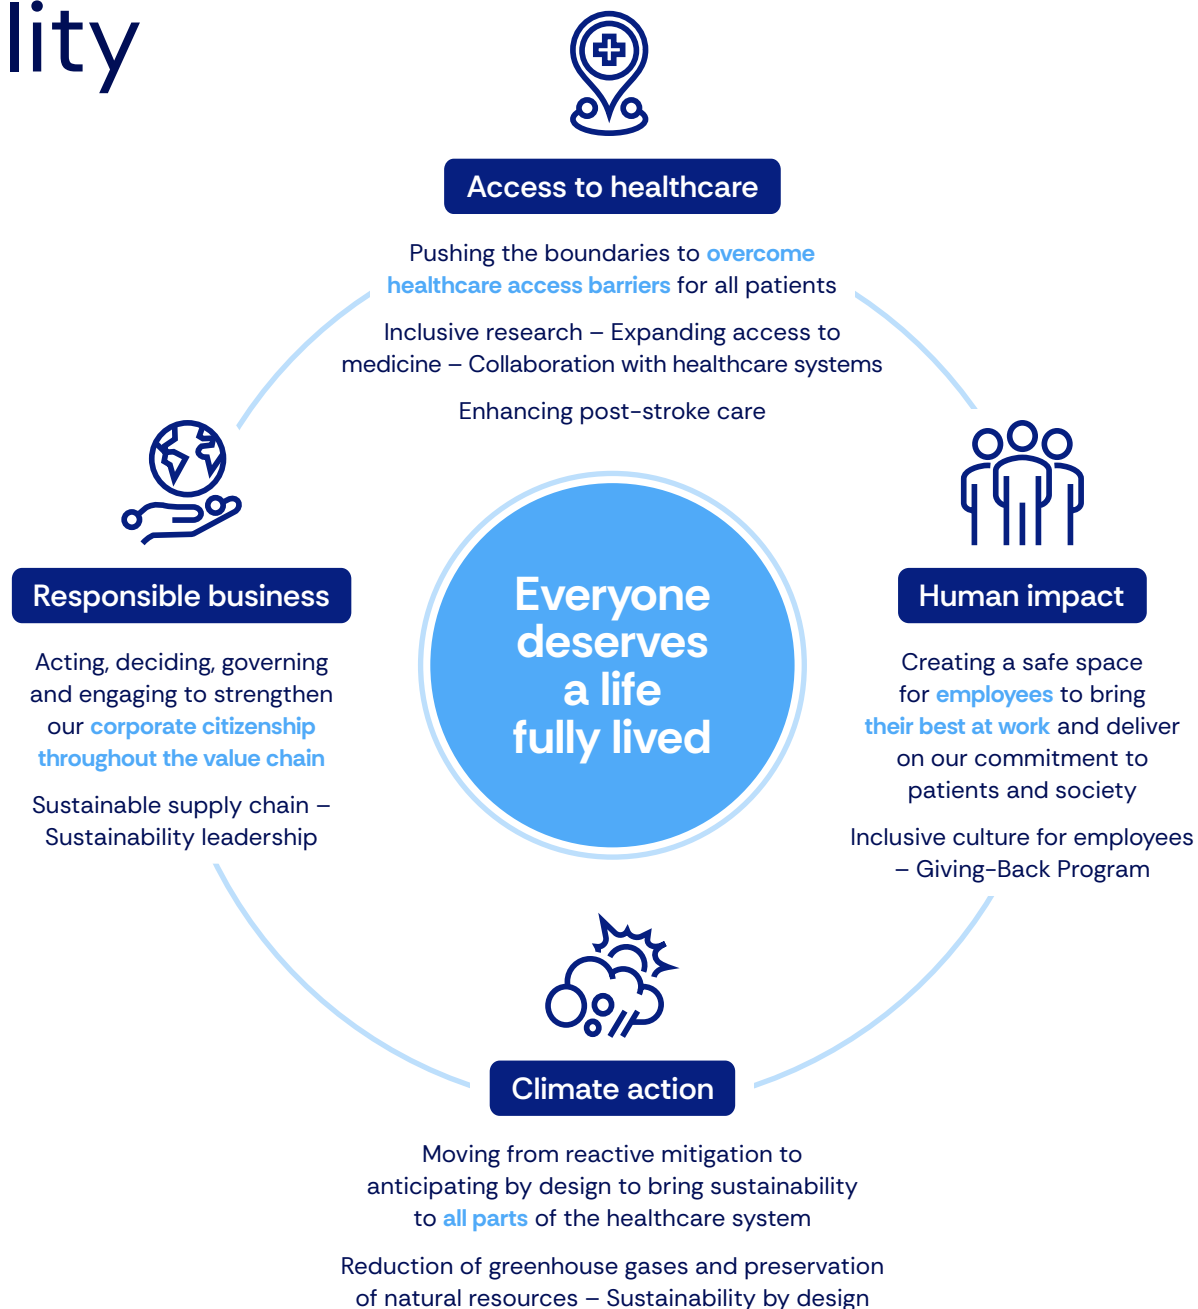 lity
Access to healthcare
Pushing the boundaries to overcome
healthcare access barriers for all patients
Inclusive research – Expanding access to
medicine – Collaboration with healthcare systems
Enhancing post-stroke care
Responsible business
Acting, deciding, governing
and engaging to strengthen
our corporate citizenship
throughout the value chain
Sustainable supply chain –
Sustainability leadership
Everyone
deserves
a life
fully lived
Human impact
Creating a safe space
for employees to bring
their best at work and deliver
on our commitment to
patients and society
Inclusive culture for employees
– Giving-Back Program
Climate action
Moving from reactive mitigation to
anticipating by design to bring sustainability
to all parts of the healthcare system
Reduction of greenhouse gases and preservation
of natural resources – Sustainability by design